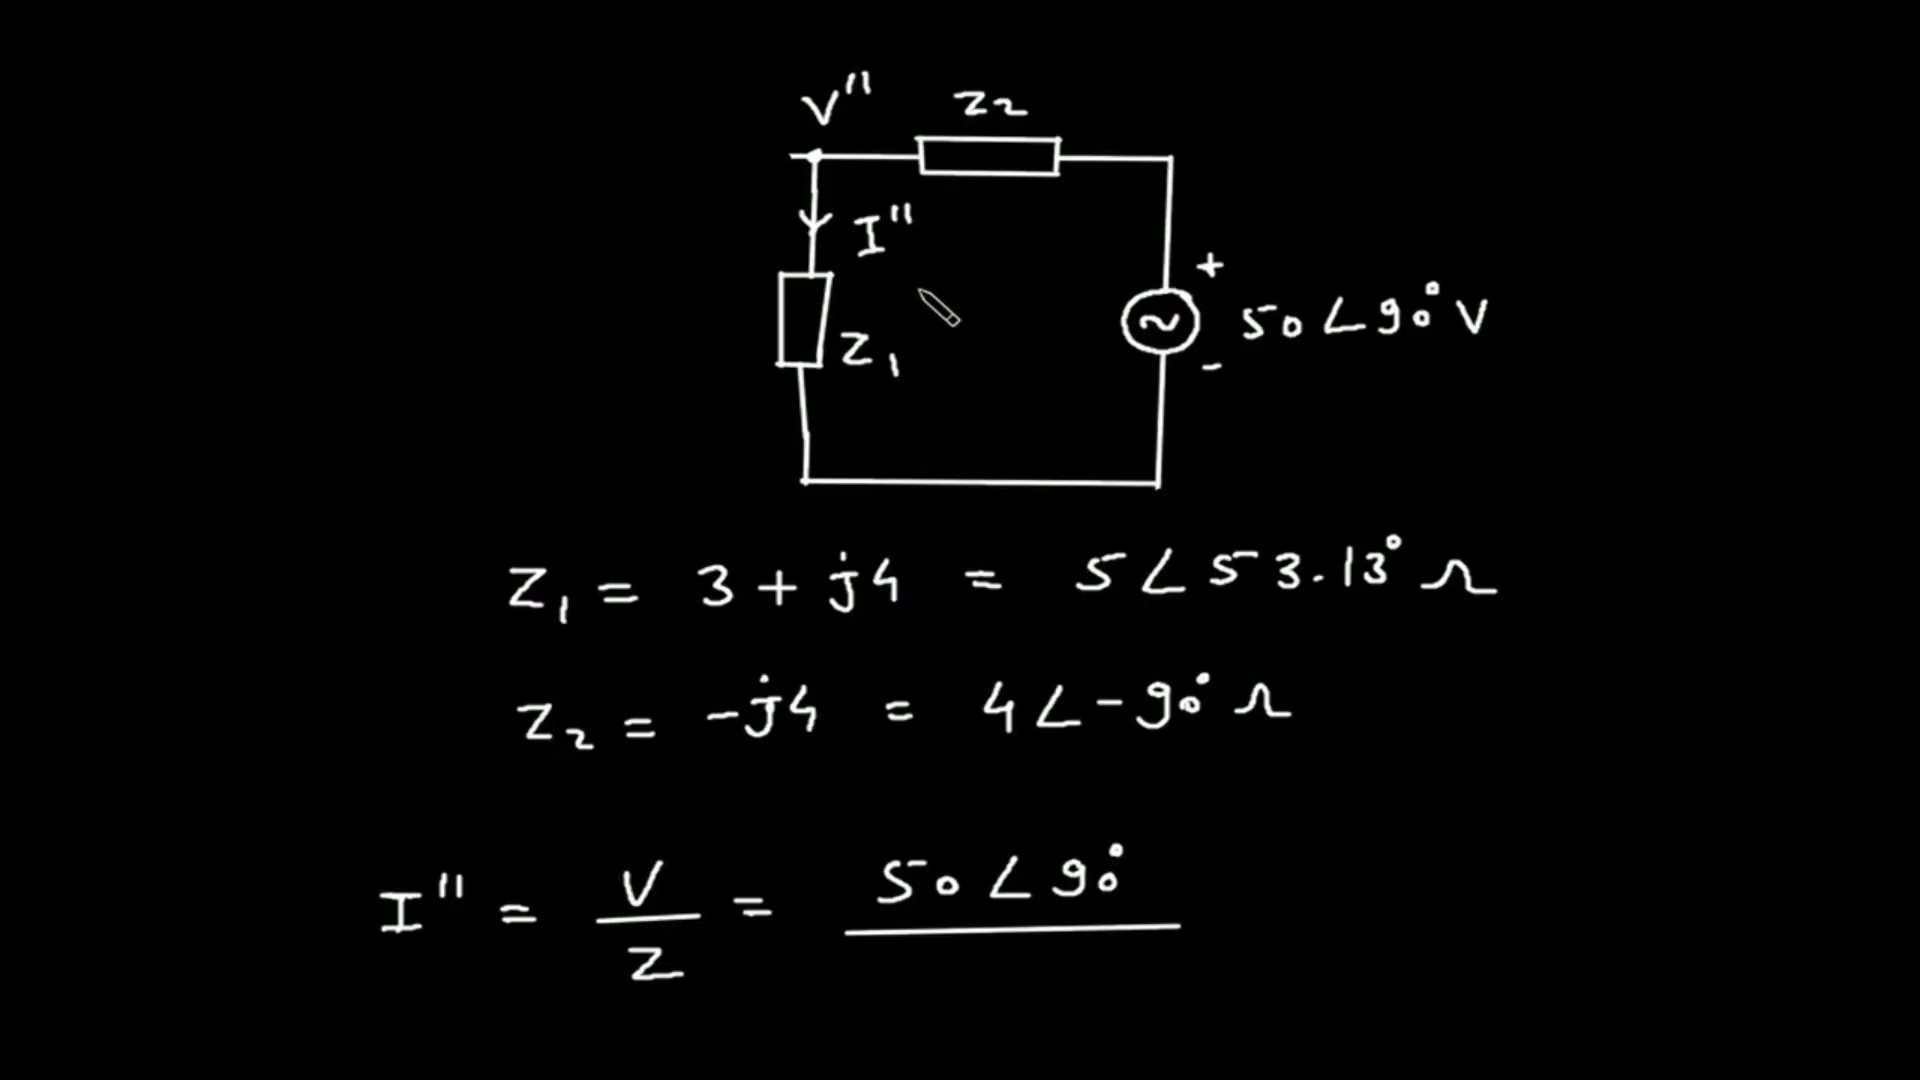 V"
Z2
I"
+
50∠90° V
-
Z1
Z1 = 3 + j4 = 5∠53.13° Ω
Z2 = -j4 = 4∠-90° Ω
I" = V/Z = 50∠90°